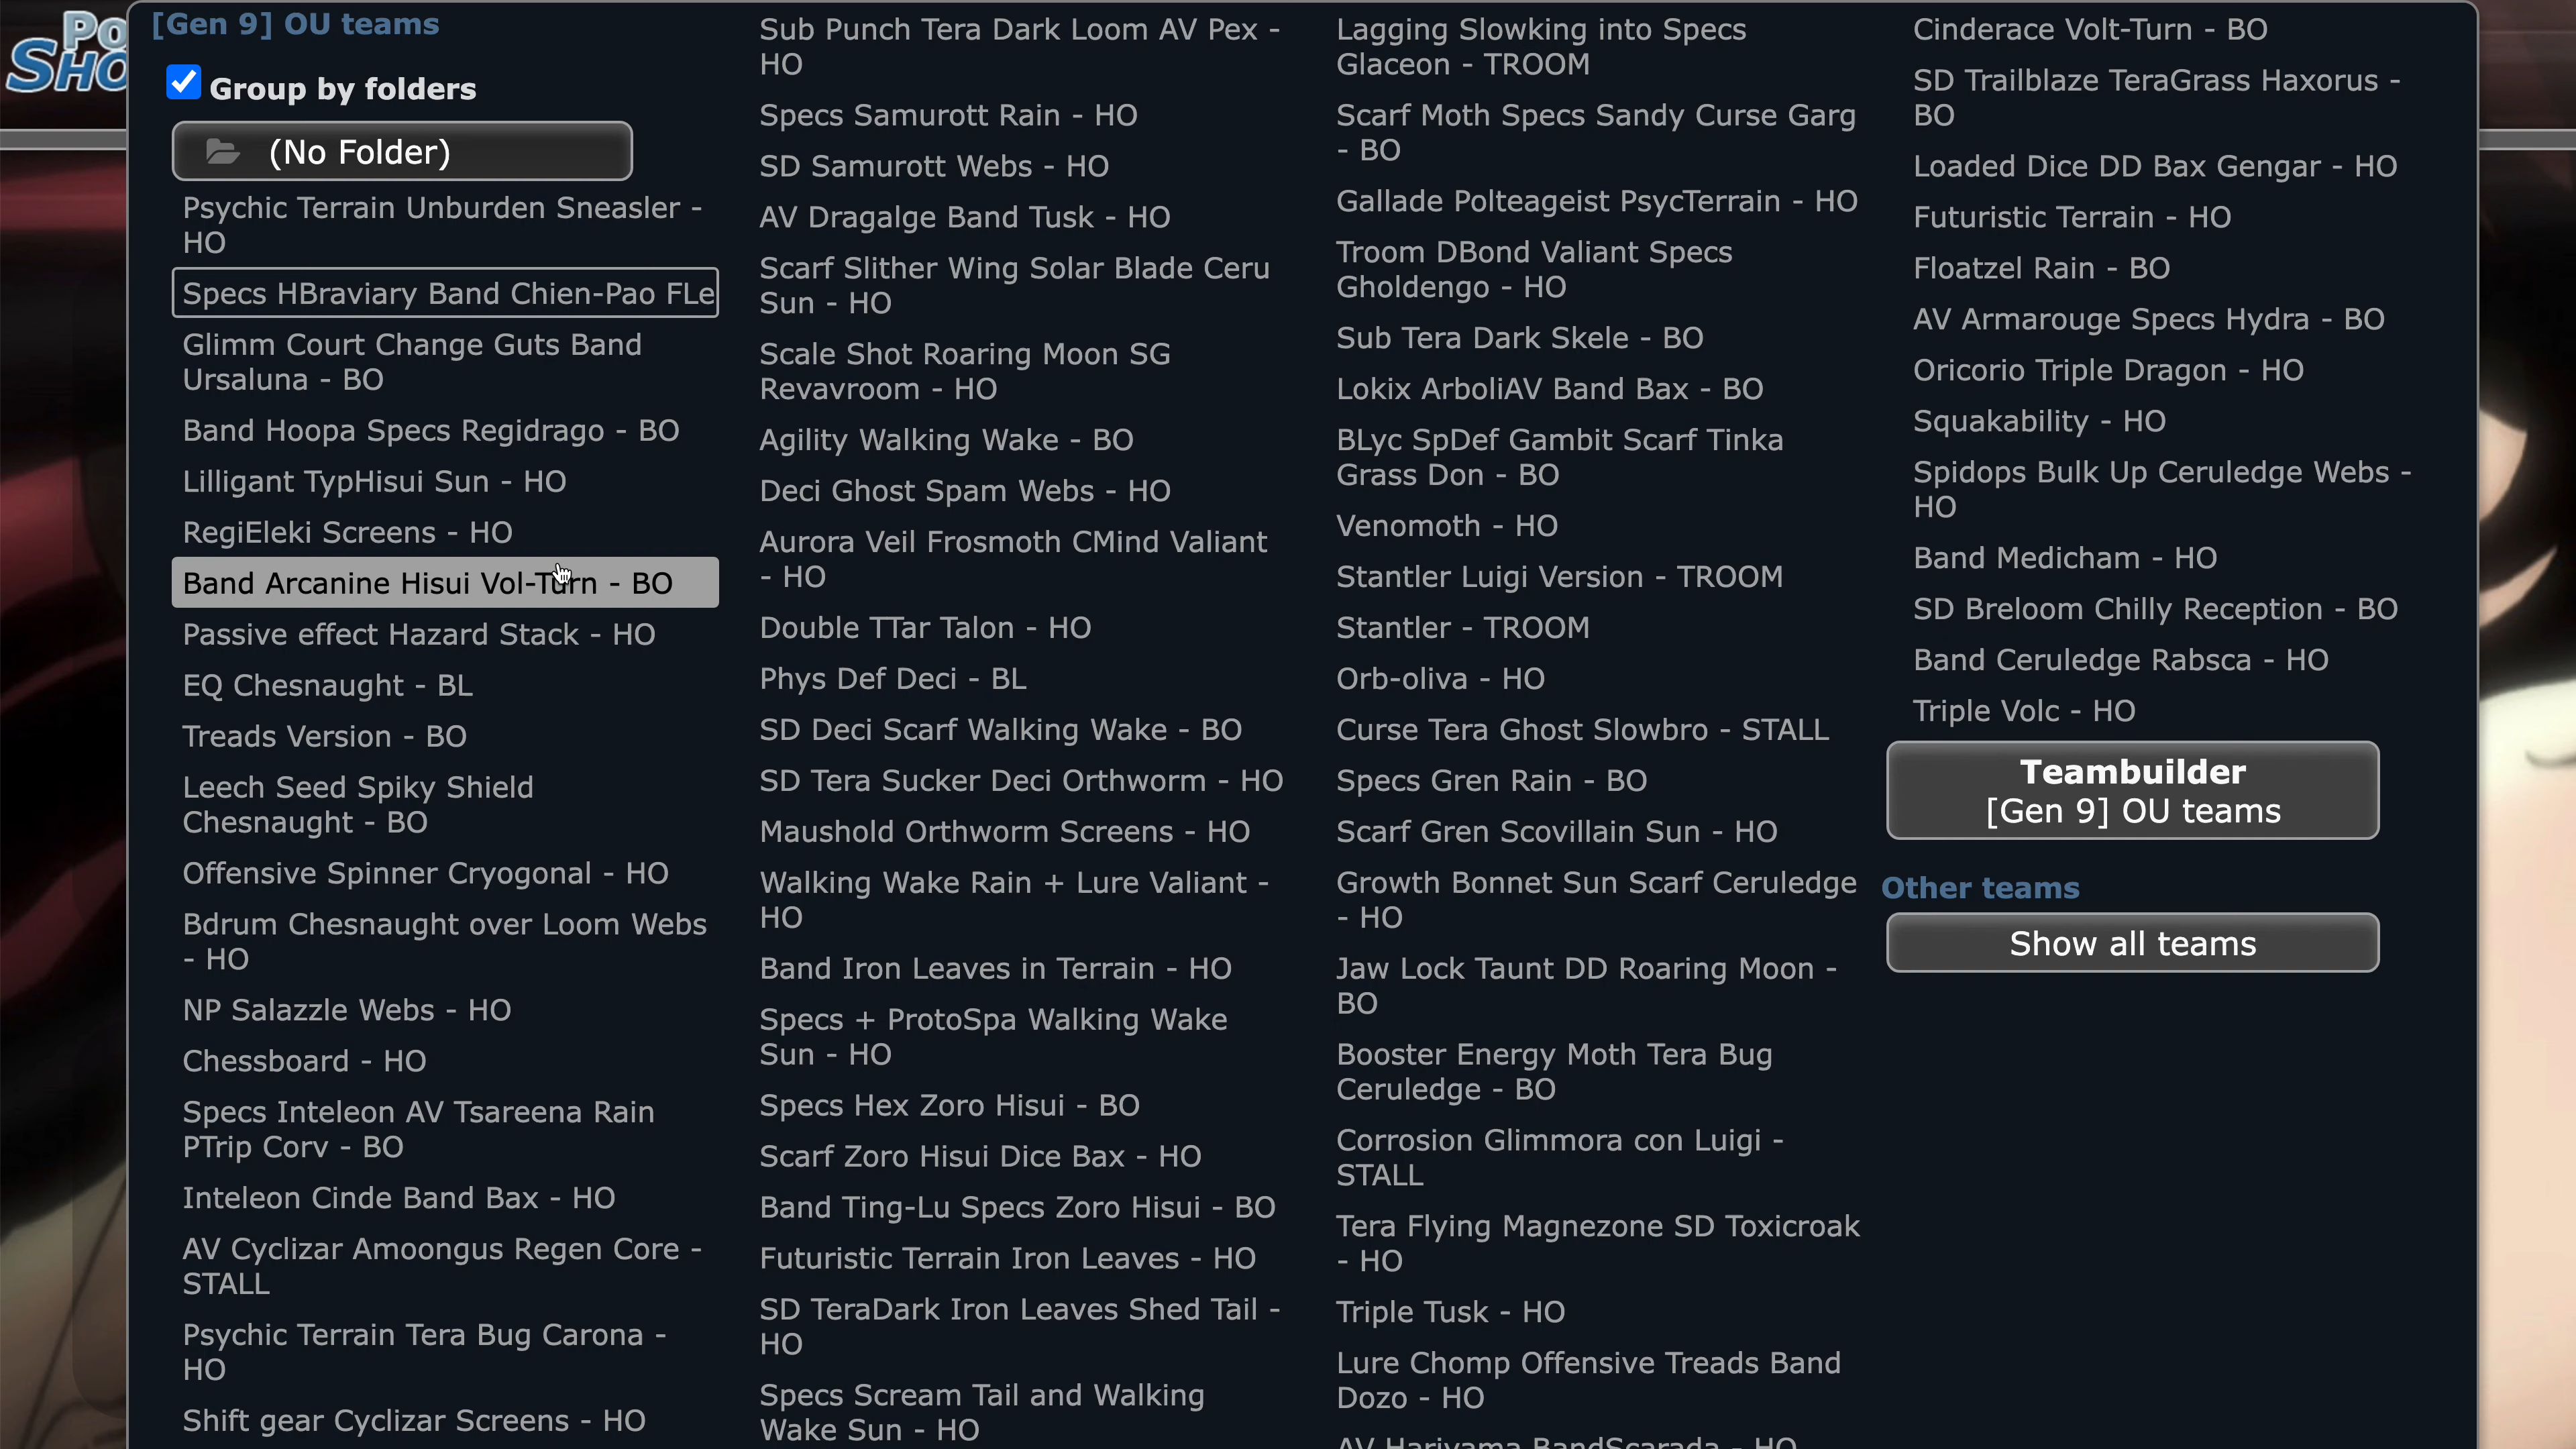 Po
SHO
[Gen 9] OU teams
Group by folders
(No Folder)
Psychic Terrain Unburden Sneasler -
HO
Specs HBraviary Band Chien-Pao FLe
Glimm Court Change Guts Band
Ursaluna - BO
Band Hoopa Specs Regidrago - BO
Lilligant TypHisui Sun - HO
RegiEleki Screens - HO
Band Arcanine Hisui Vol-Turn - BO
Passive effect Hazard Stack - HO
EQ Chesnaught - BL
Treads Version - BO
Leech Seed Spiky Shield
Chesnaught - BO
Offensive Spinner Cryogonal - HO
Bdrum Chesnaught over Loom Webs
- HO
NP Salazzle Webs - HO
Chessboard - HO
Specs Inteleon AV Tsareena Rain
PTrip Corv - BO
Inteleon Cinde Band Bax - HO
AV Cyclizar Amoongus Regen Core -
STALL
Psychic Terrain Tera Bug Carona -
HO
Shift gear Cyclizar Screens - HO
Sub Punch Tera Dark Loom AV Pex -
HO
Specs Samurott Rain - HO
SD Samurott Webs - HO
AV Dragalge Band Tusk - HO
Scarf Slither Wing Solar Blade Ceru
Sun - HO
Scale Shot Roaring Moon SG
Revavroom - HO
Agility Walking Wake - BO
Deci Ghost Spam Webs - HO
Aurora Veil Frosmoth CMind Valiant
- HO
Double TTar Talon - HO
Phys Def Deci - BL
SD Deci Scarf Walking Wake - BO
SD Tera Sucker Deci Orthworm - HO
Maushold Orthworm Screens - HO
Walking Wake Rain + Lure Valiant -
HO
Band Iron Leaves in Terrain - HO
Specs + ProtoSpa Walking Wake
Sun - HO
Specs Hex Zoro Hisui - BO
Scarf Zoro Hisui Dice Bax - HO
Band Ting-Lu Specs Zoro Hisui - BO
Futuristic Terrain Iron Leaves - HO
SD TeraDark Iron Leaves Shed Tail -
HO
Specs Scream Tail and Walking
Wake Sun - HO
Lagging Slowking into Specs
Glaceon - TROOM
Scarf Moth Specs Sandy Curse Garg
- BO
Gallade Polteageist PsycTerrain - HO
Troom DBond Valiant Specs
Gholdengo - HO
Sub Tera Dark Skele - BO
Lokix ArboliAV Band Bax - BO
BLyc SpDef Gambit Scarf Tinka
Grass Don - BO
Venomoth - HO
Stantler Luigi Version - TROOM
Stantler - TROOM
Orb-oliva - HO
Curse Tera Ghost Slowbro - STALL
Specs Gren Rain - BO
Scarf Gren Scovillain Sun - HO
Growth Bonnet Sun Scarf Ceruledge
- HO
Jaw Lock Taunt DD Roaring Moon -
BO
Booster Energy Moth Tera Bug
Ceruledge - BO
Corrosion Glimmora con Luigi -
STALL
Tera Flying Magnezone SD Toxicroak
- HO
Triple Tusk - HO
Lure Chomp Offensive Treads Band
Dozo - HO
AV Hariyama BandScarada - HO
Cinderace Volt-Turn - BO
SD Trailblaze TeraGrass Haxorus -
BO
Loaded Dice DD Bax Gengar - HO
Futuristic Terrain - HO
Floatzel Rain - BO
AV Armarouge Specs Hydra - BO
Oricorio Triple Dragon - HO
Squakability - HO
Spidops Bulk Up Ceruledge Webs -
HO
Band Medicham - HO
SD Breloom Chilly Reception - BO
Band Ceruledge Rabsca - HO
Triple Volc - HO
Teambuilder
[Gen 9] OU teams
Other teams
Show all teams